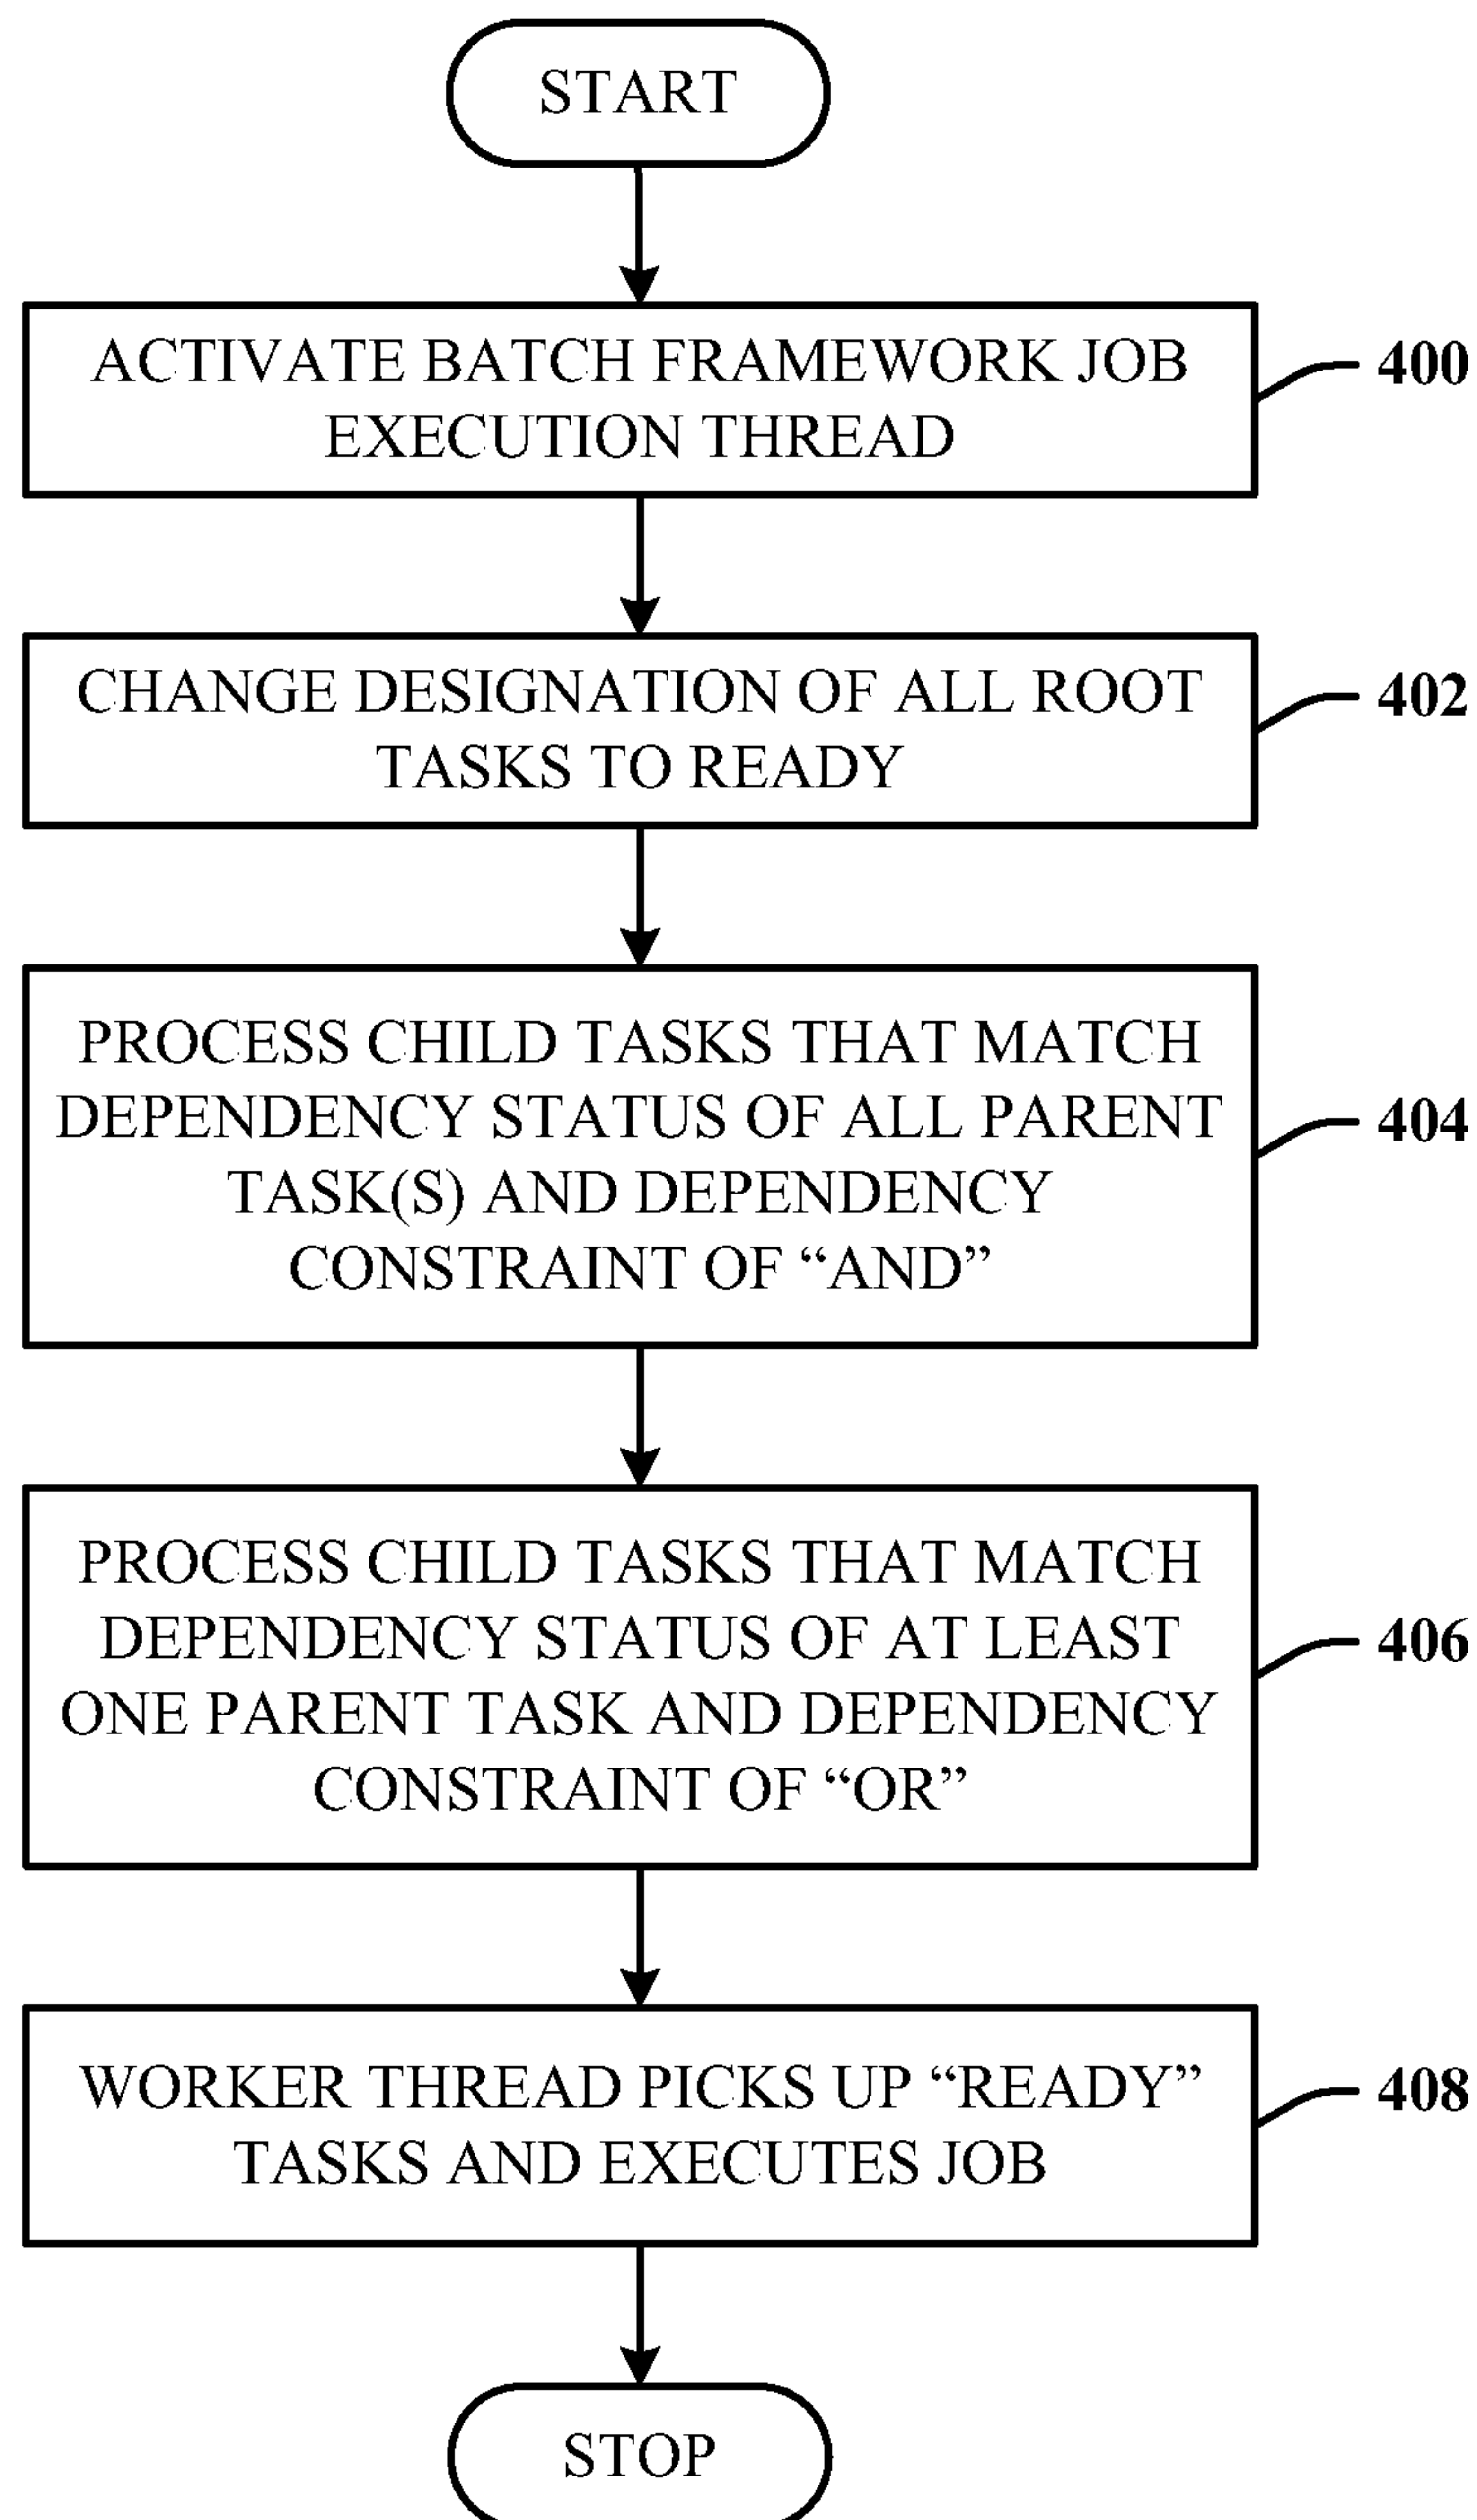 START
ACTIVATE BATCH FRAMEWORK JOB
EXECUTION THREAD
400
CHANGE DESIGNATION OF ALL ROOT
TASKS TO READY
402
PROCESS CHILD TASKS THAT MATCH
DEPENDENCY STATUS OF ALL PARENT
TASK(S) AND DEPENDENCY
CONSTRAINT OF “AND”
404
PROCESS CHILD TASKS THAT MATCH
DEPENDENCY STATUS OF AT LEAST
ONE PARENT TASK AND DEPENDENCY
CONSTRAINT OF “OR”
406
WORKER THREAD PICKS UP “READY”
TASKS AND EXECUTES JOB
408
STOP